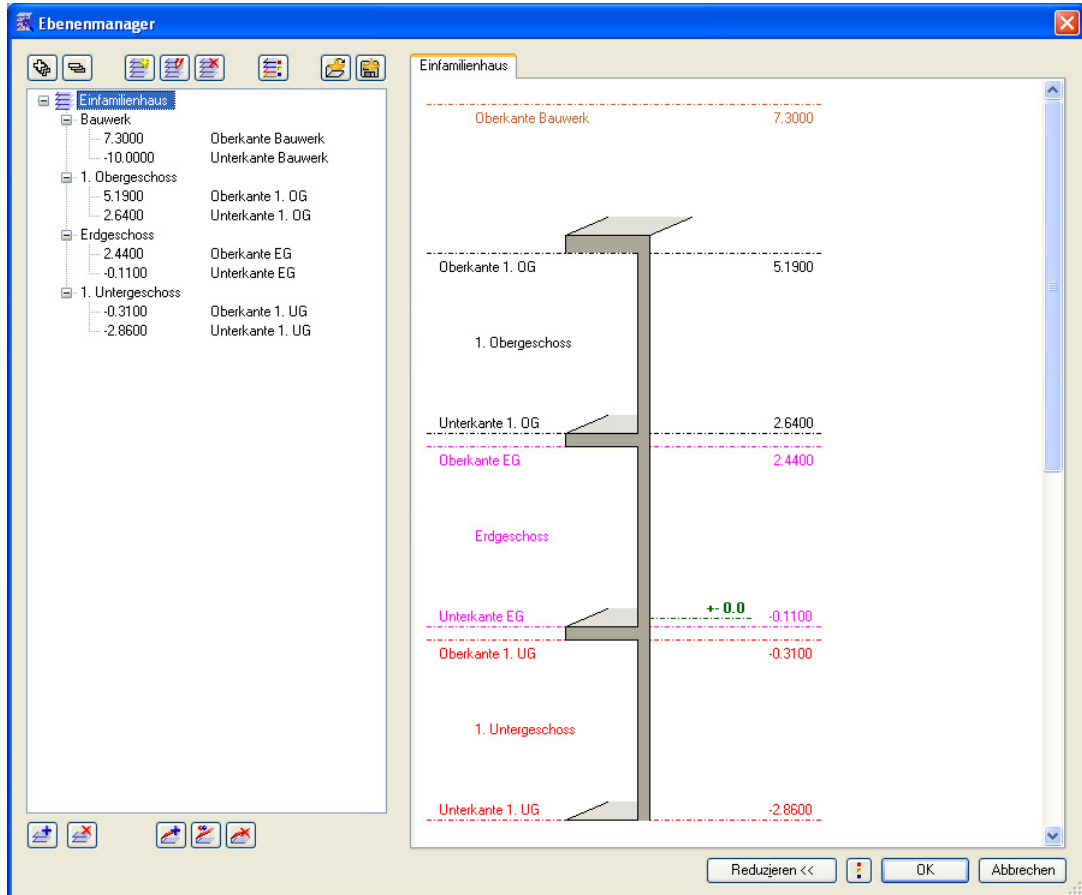 Ebenenmanager
Einfamilienhaus
Bauwerk
7.3000 Oberkante Bauwerk
-10.0000 Unterkante Bauwerk
1. Obergeschoss
5.1900 Oberkante 1. OG
2.6400 Unterkante 1. OG
Erdgeschoss
2.4400 Oberkante EG
-0.1100 Unterkante EG
1. Untergeschoss
-0.3100 Oberkante 1. UG
-2.8600 Unterkante 1. UG
Einfamilienhaus
Oberkante Bauwerk 7.3000
Oberkante 1. OG 5.1900
1. Obergeschoss
Unterkante 1. OG 2.6400
Oberkante EG 2.4400
Erdgeschoss
+- 0.0
Unterkante EG -0.1100
Oberkante 1. UG -0.3100
1. Untergeschoss
Unterkante 1. UG -2.8600
Reduzieren << OK Abbrechen